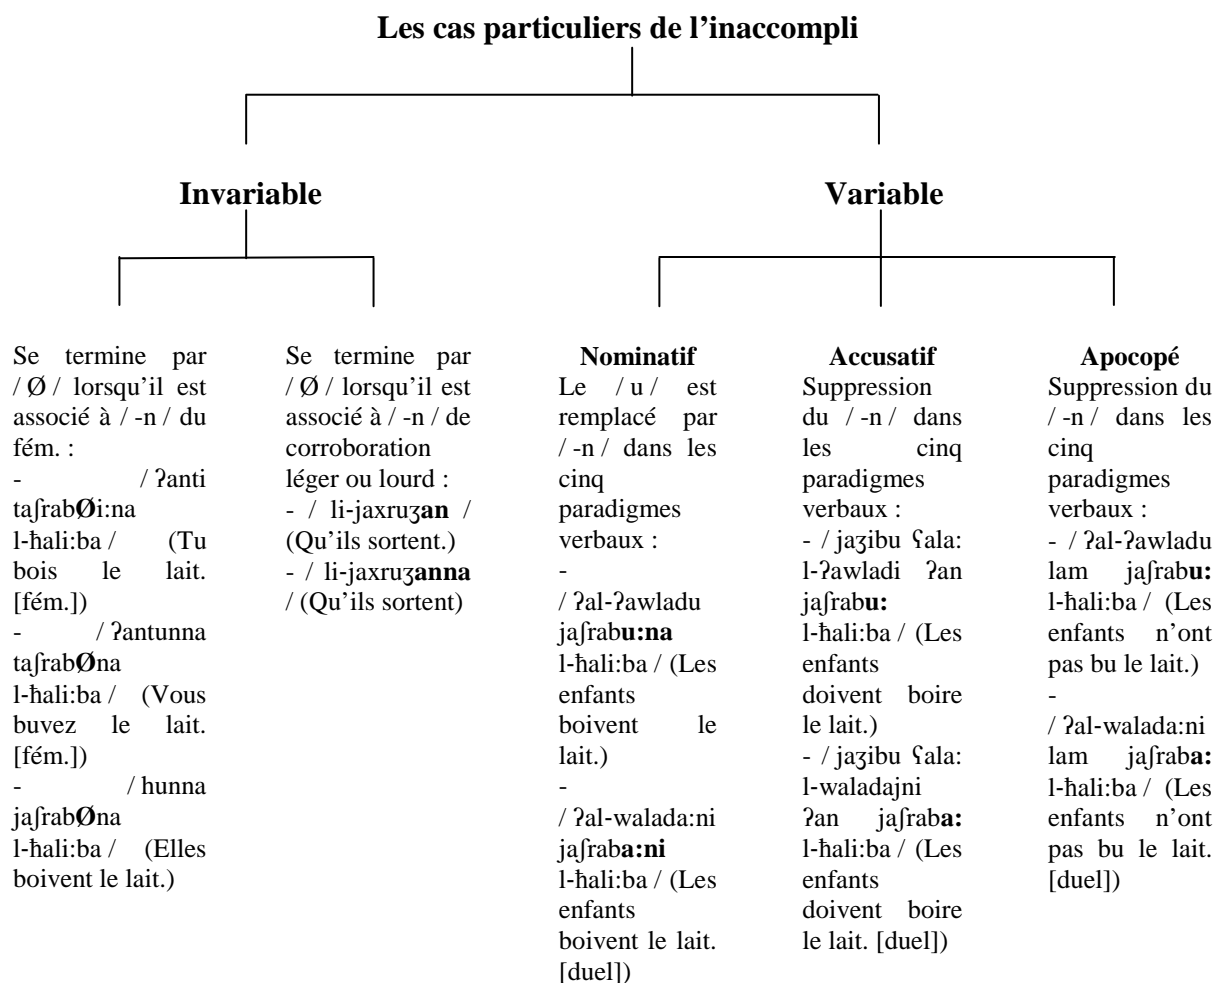 Les cas particuliers de l’inaccompli
Invariable
Variable
Se termine par
/ Ø / lorsqu'il est
associé à / -n / du
fém. :
- / ʔanti
taʃrabØi:na
l-ħali:ba / (Tu
bois le lait.
[fém.])
- / ʔantunna
taʃrabØna
l-ħali:ba / (Vous
buvez le lait.
[fém.])
- / hunna
jaʃrabØna
l-ħali:ba / (Elles
boivent le lait.)
Se termine par
/ Ø / lorsqu'il est
associé à / -n / de
corroboration
léger ou lourd :
- / li-jaxruʒan /
(Qu'ils sortent.)
- / li-jaxruʒanna
/ (Qu'ils sortent)
Nominatif
Le / u / est
remplacé par
/ -n / dans les
cinq
paradigmes
verbaux :
-
/ ʔal-ʔawladu
jaʃrabu:na
l-ħali:ba / (Les
enfants
boivent le
lait.)
-
/ ʔal-walada:ni
jaʃraba:ni
l-ħali:ba / (Les
enfants
boivent le lait.
[duel])
Accusatif
Suppression
du / -n / dans
les cinq
paradigmes
verbaux :
- / jaʒibu ʕala:
l-ʔawladi ʔan
jaʃrabu:
l-ħali:ba / (Les
enfants
doivent boire
le lait.)
- / jaʒibu ʕala:
l-waladajni
ʔan jaʃraba:
l-ħali:ba / (Les
enfants
doivent boire
le lait. [duel])
Apocopé
Suppression du
/ -n / dans les
cinq
paradigmes
verbaux :
- / ʔal-ʔawladu
lam jaʃrabu:
l-ħali:ba / (Les
enfants n’ont
pas bu le lait.)
-
/ ʔal-walada:ni
lam jaʃraba:
l-ħali:ba / (Les
enfants n’ont
pas bu le lait.
[duel])